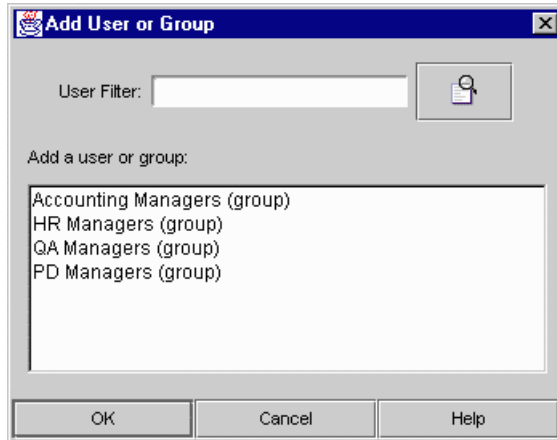 Add User or Group
User Filter:
Add a user or group:
Accounting Managers (group)
HR Managers (group)
QA Managers (group)
PD Managers (group)
OK
Cancel
Help